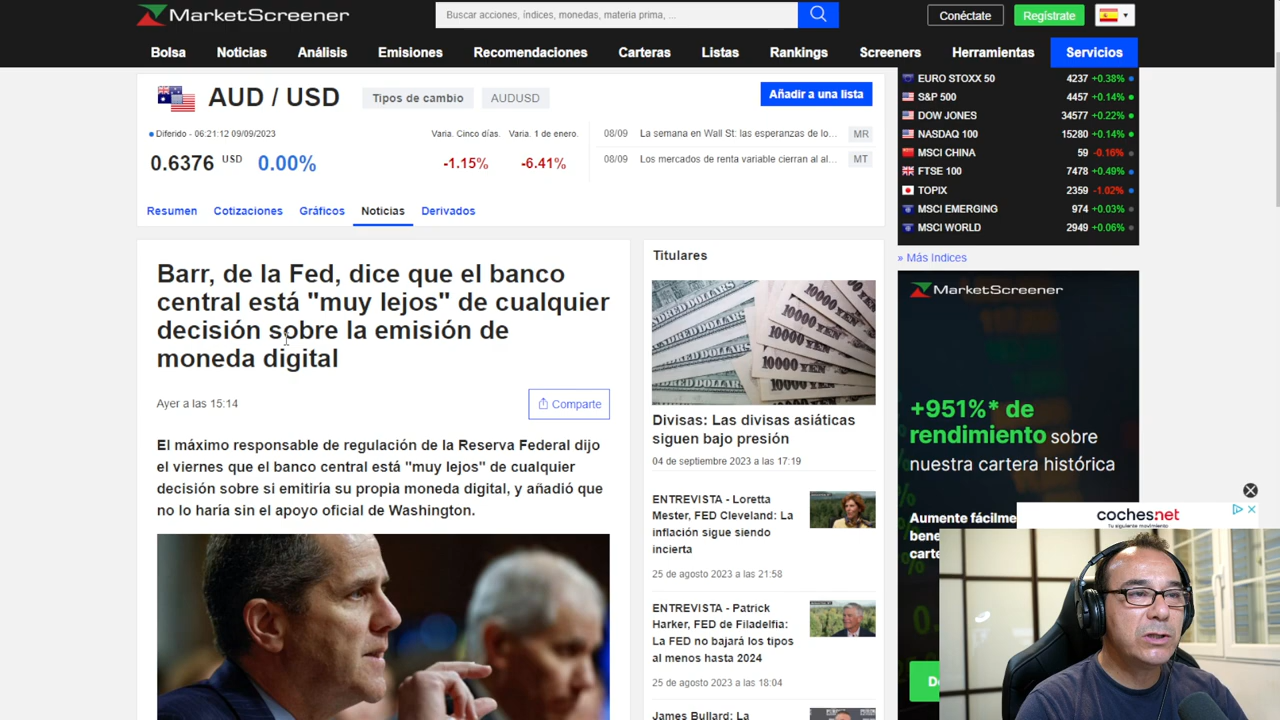 MarketScreener
Buscar acciones, índices, monedas, materia prima, ...
Conéctate
Regístrate
Bolsa
Noticias
Análisis
Emisiones
Recomendaciones
Carteras
Listas
Rankings
Screeners
Herramientas
Servicios
AUD / USD
Tipos de cambio
AUDUSD
Añadir a una lista
Diferido - 06:21:12 09/09/2023
Varia. Cinco días.
Varia. 1 de enero.
0.6376 USD
0.00%
-1.15%
-6.41%
08/09 La semana en Wall St: las esperanzas de lo... MR
08/09 Los mercados de renta variable cierran al al... MT
Resumen
Cotizaciones
Gráficos
Noticias
Derivados
EURO STOXX 50 4237 +0.38%
S&P 500 4457 +0.14%
DOW JONES 34577 +0.22%
NASDAQ 100 15280 +0.14%
MSCI CHINA 59 -0.16%
FTSE 100 7478 +0.49%
TOPIX 2359 -1.02%
MSCI EMERGING 974 +0.03%
MSCI WORLD 2949 +0.06%
» Más Indices
Barr, de la Fed, dice que el banco
central está "muy lejos" de cualquier
decisión sobre la emisión de
moneda digital
Ayer a las 15:14
Comparte
El máximo responsable de regulación de la Reserva Federal dijo
el viernes que el banco central está "muy lejos" de cualquier
decisión sobre si emitiría su propia moneda digital, y añadió que
no lo haría sin el apoyo oficial de Washington.
Titulares
HUNDREDDOLLARS
10000 YEN
10000 YEN
10000 YEN
Divisas: Las divisas asiáticas
siguen bajo presión
04 de septiembre 2023 a las 17:19
ENTREVISTA - Loretta
Mester, FED Cleveland: La
inflación sigue siendo
incierta
25 de agosto 2023 a las 21:58
ENTREVISTA - Patrick
Harker, FED de Filadelfia:
La FED no bajará los tipos
al menos hasta 2024
25 de agosto 2023 a las 18:04
James Bullard: La
MarketScreener
+951%* de
rendimiento sobre
nuestra cartera histórica
Aumente fácilme
bene
carte
coches.net
Tu siguiente movimiento